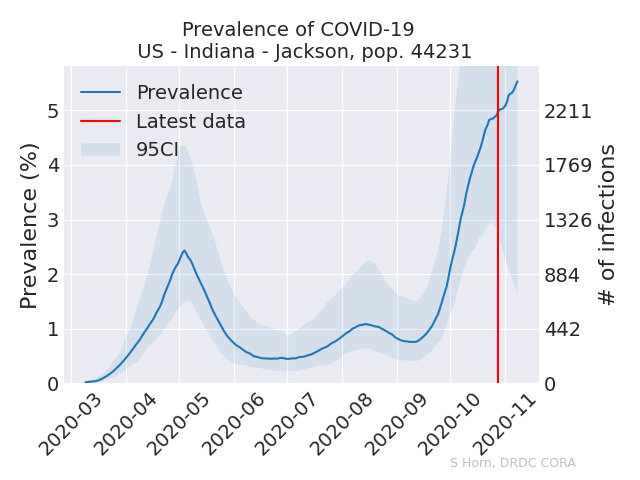 Prevalence of COVID-19
US - Indiana - Jackson, pop. 44231
Prevalence
Latest data
95CI
Prevalence (%)
5
4
3
2
1
0
2211
1769
1326
884
442
0
# of infections
2020-03
2020-04
2020-05
2020-06
2020-07
2020-08
2020-09
2020-10
2020-11
S Horn, DRDC CORA